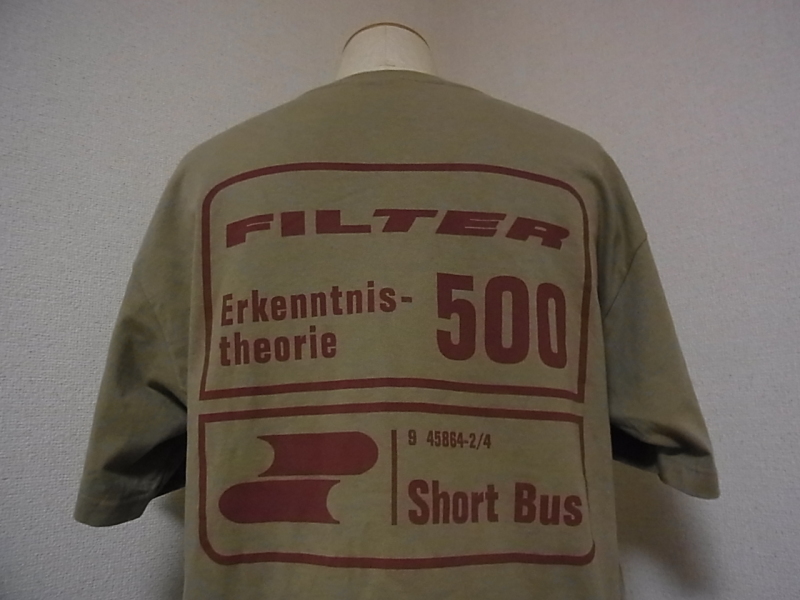 FILTER
Erkenntnis-
theorie
500
9 45864-2/4
Short Bus